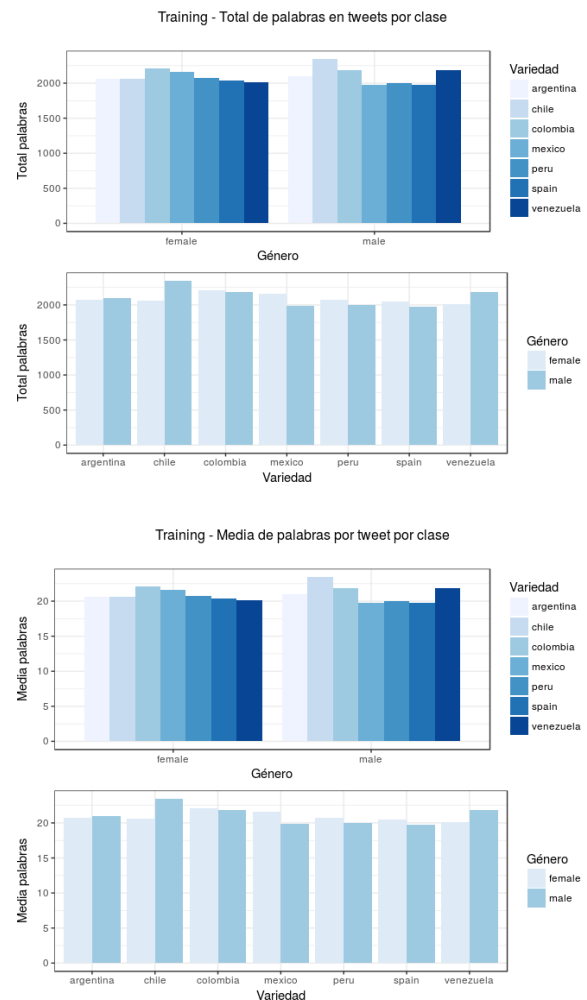 Training - Total de palabras en tweets por clase
Total palabras
2000
1500
1000
500
0
female male
Género
Variedad
argentina
chile
colombia
mexico
peru
spain
venezuela
Total palabras
2000
1500
1000
500
0
argentina chile colombia mexico peru spain venezuela
Variedad
Género
female
male
Training - Media de palabras por tweet por clase
Media palabras
20
15
10
5
0
female male
Género
Variedad
argentina
chile
colombia
mexico
peru
spain
venezuela
Media palabras
20
15
10
5
0
argentina chile colombia mexico peru spain venezuela
Variedad
Género
female
male